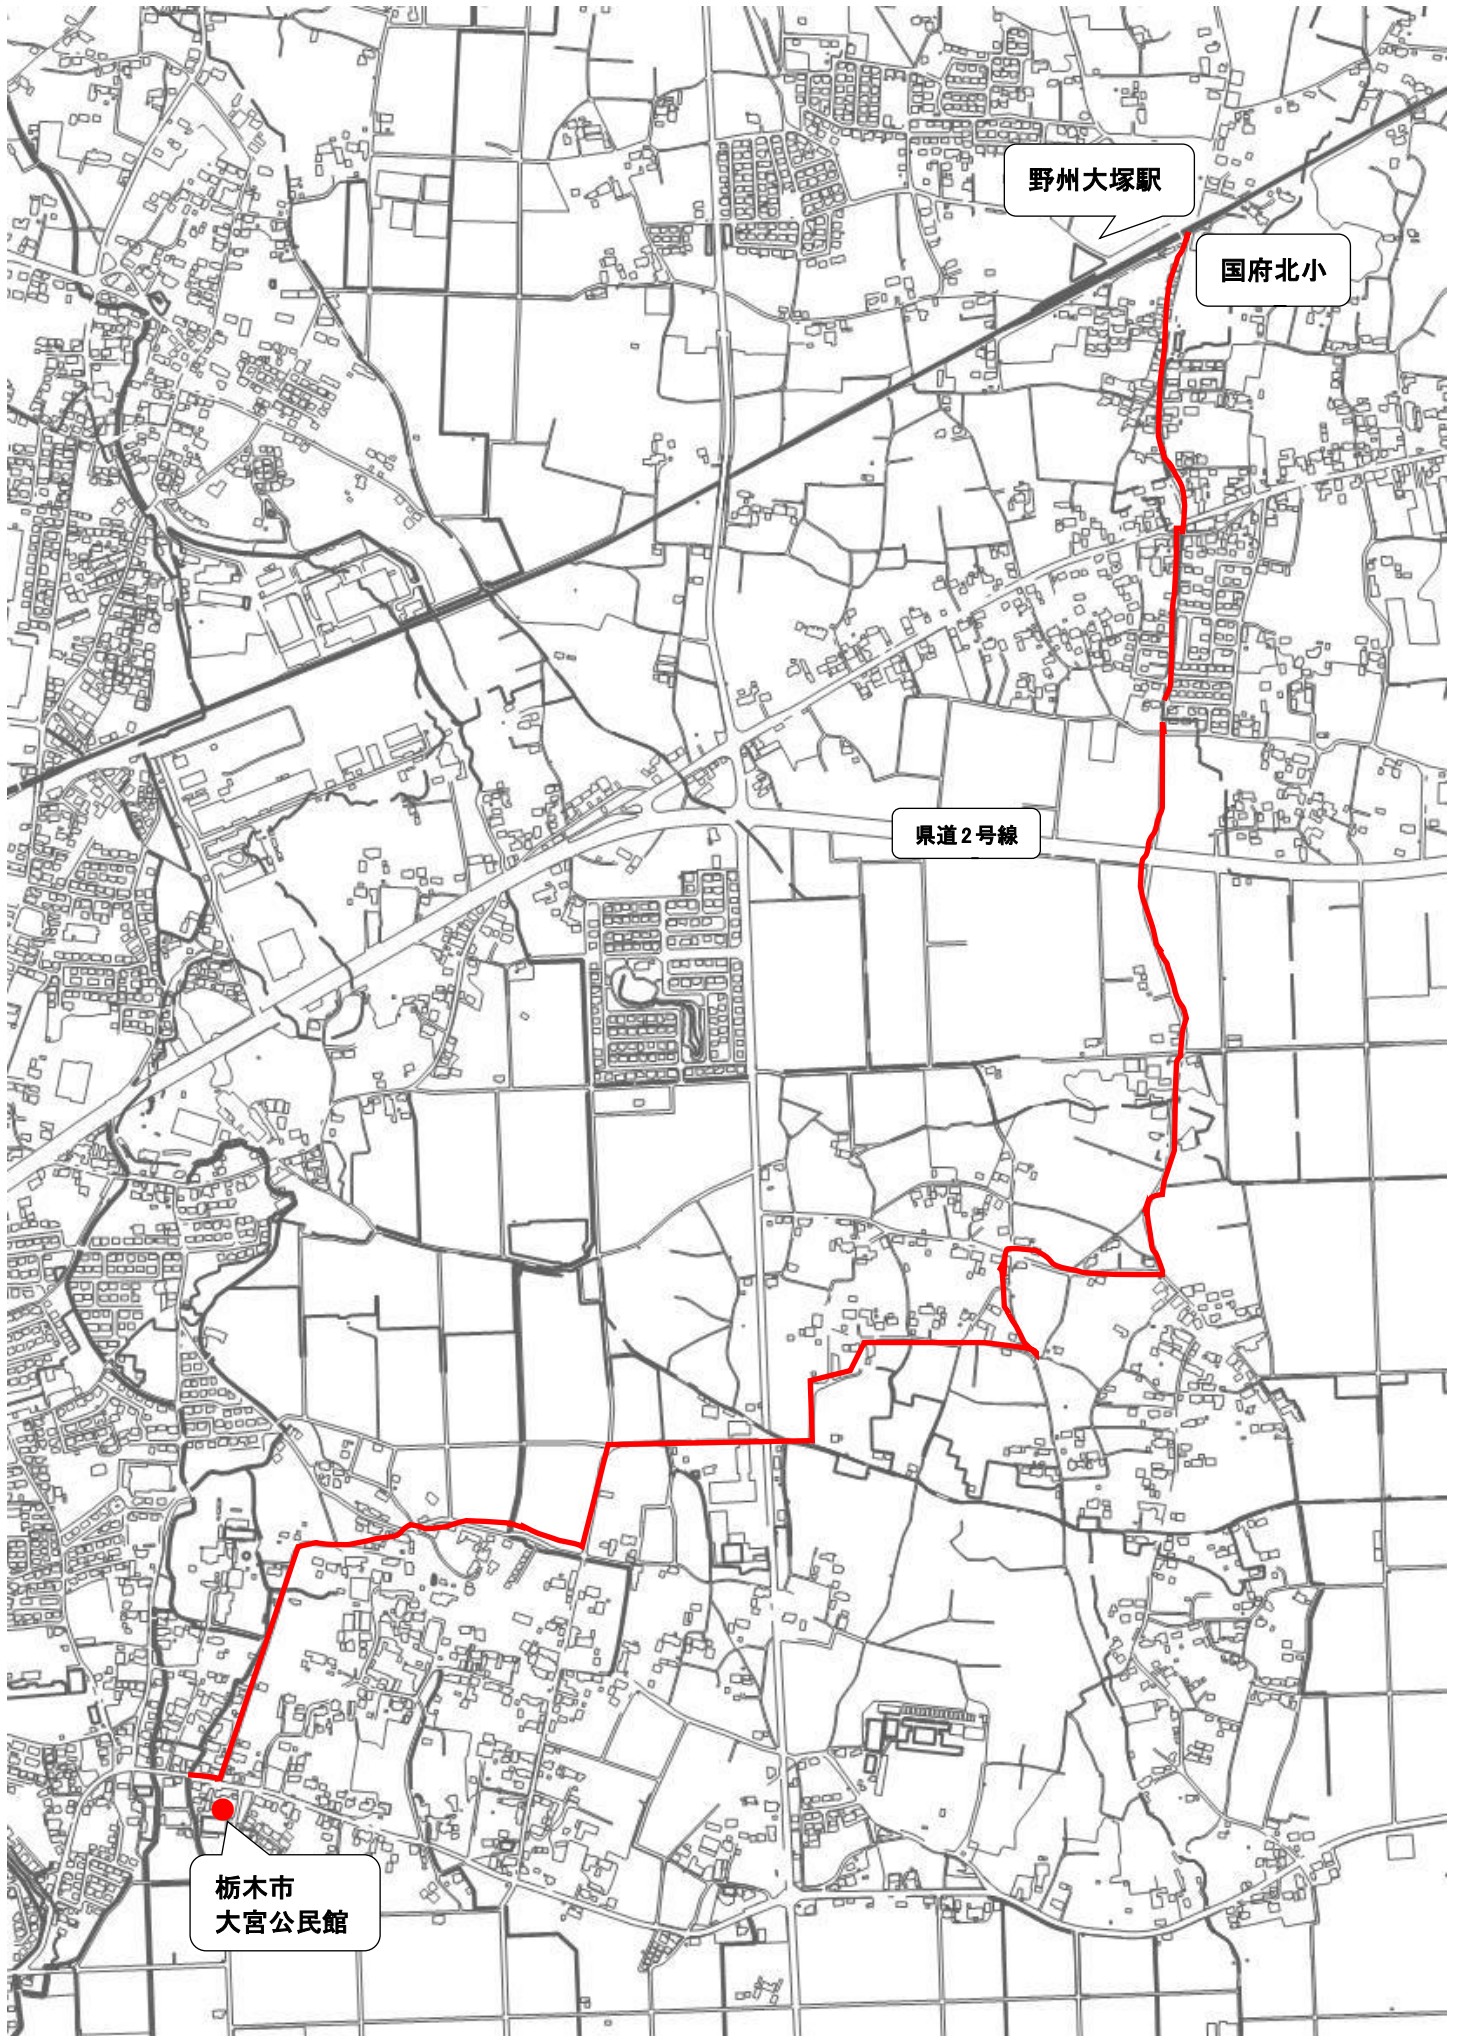 野州大塚駅
国府北小
県道2号線
栃木市
大宮公民館